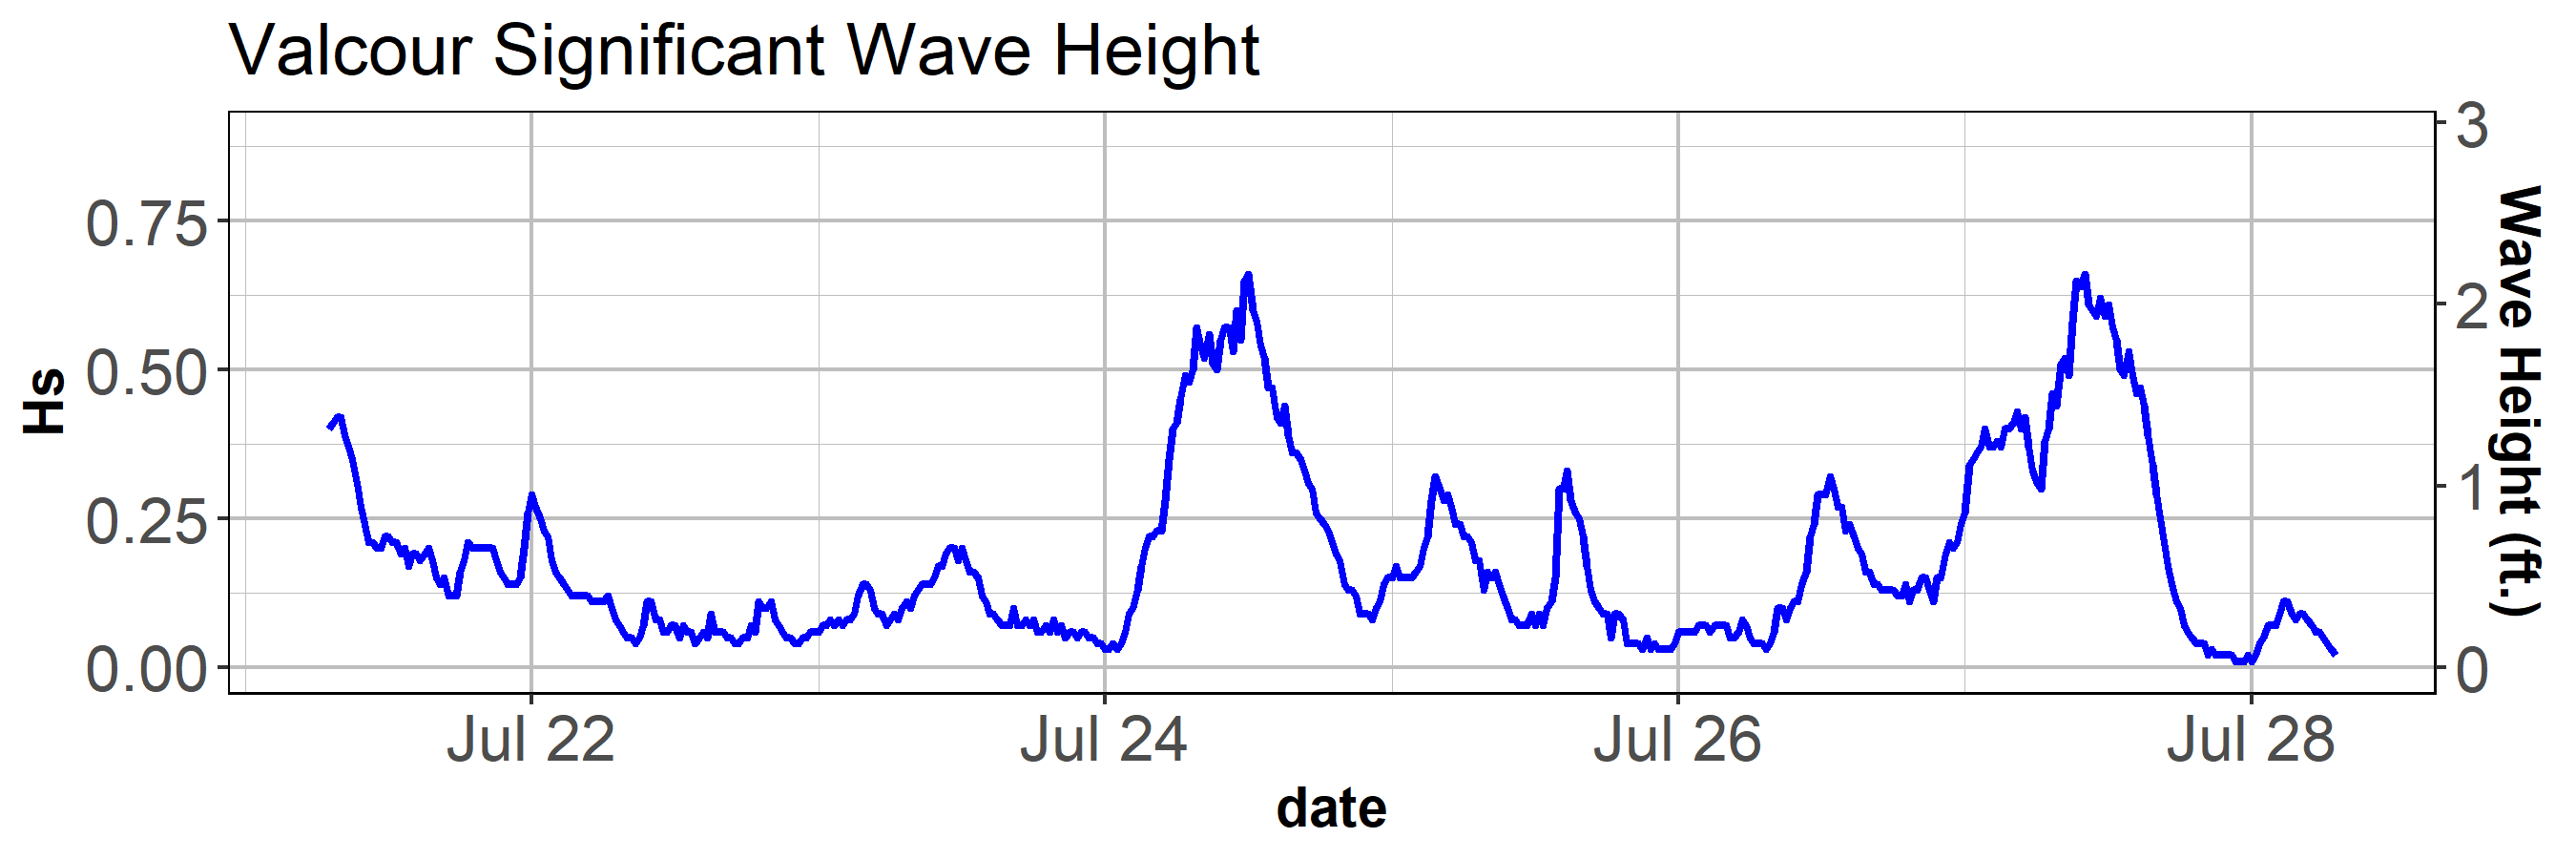 Valcour Significant Wave Height
Hs
0.75
0.50
0.25
0.00
3
2
1
0
Wave Height (ft.)
Jul 22
Jul 24
Jul 26
Jul 28
date